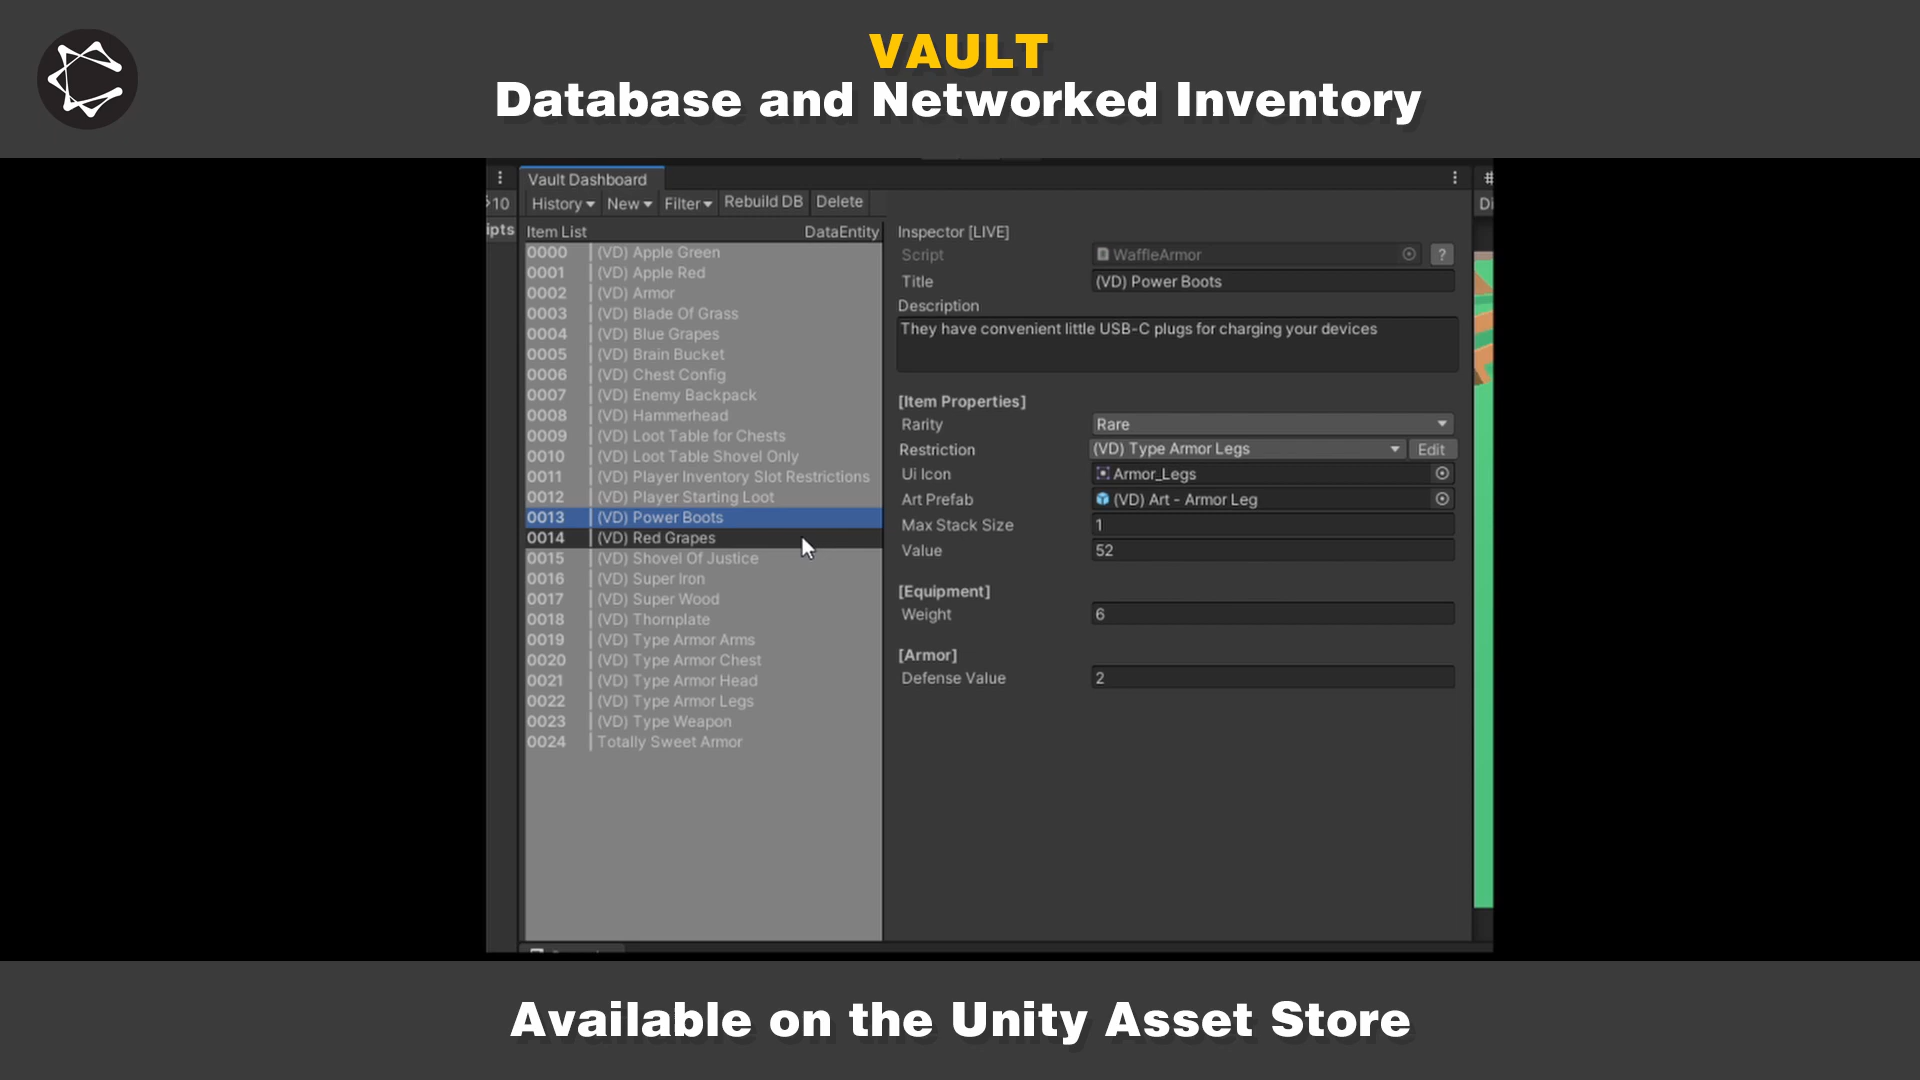 VAULT
Database and Networked Inventory
Vault Dashboard
10
History New Filter Rebuild DB Delete
ipts
Item List DataEntity
0000 (VD) Apple Green
0001 (VD) Apple Red
0002 (VD) Armor
0003 (VD) Blade Of Grass
0004 (VD) Blue Grapes
0005 (VD) Brain Bucket
0006 (VD) Chest Config
0007 (VD) Enemy Backpack
0008 (VD) Hammerhead
0009 (VD) Loot Table for Chests
0010 (VD) Loot Table Shovel Only
0011 (VD) Player Inventory Slot Restrictions
0012 (VD) Player Starting Loot
0013 (VD) Power Boots
0014 (VD) Red Grapes
0015 (VD) Shovel Of Justice
0016 (VD) Super Iron
0017 (VD) Super Wood
0018 (VD) Thornplate
0019 (VD) Type Armor Arms
0020 (VD) Type Armor Chest
0021 (VD) Type Armor Head
0022 (VD) Type Armor Legs
0023 (VD) Type Weapon
0024 Totally Sweet Armor
Inspector [LIVE]
Script WaffleArmor ?
Title (VD) Power Boots
Description
They have convenient little USB-C plugs for charging your devices
[Item Properties]
Rarity Rare
Restriction (VD) Type Armor Legs Edit
Ui Icon Armor_Legs
Art Prefab (VD) Art - Armor Leg
Max Stack Size 1
Value 52
[Equipment]
Weight 6
[Armor]
Defense Value 2
#
Di
Available on the Unity Asset Store